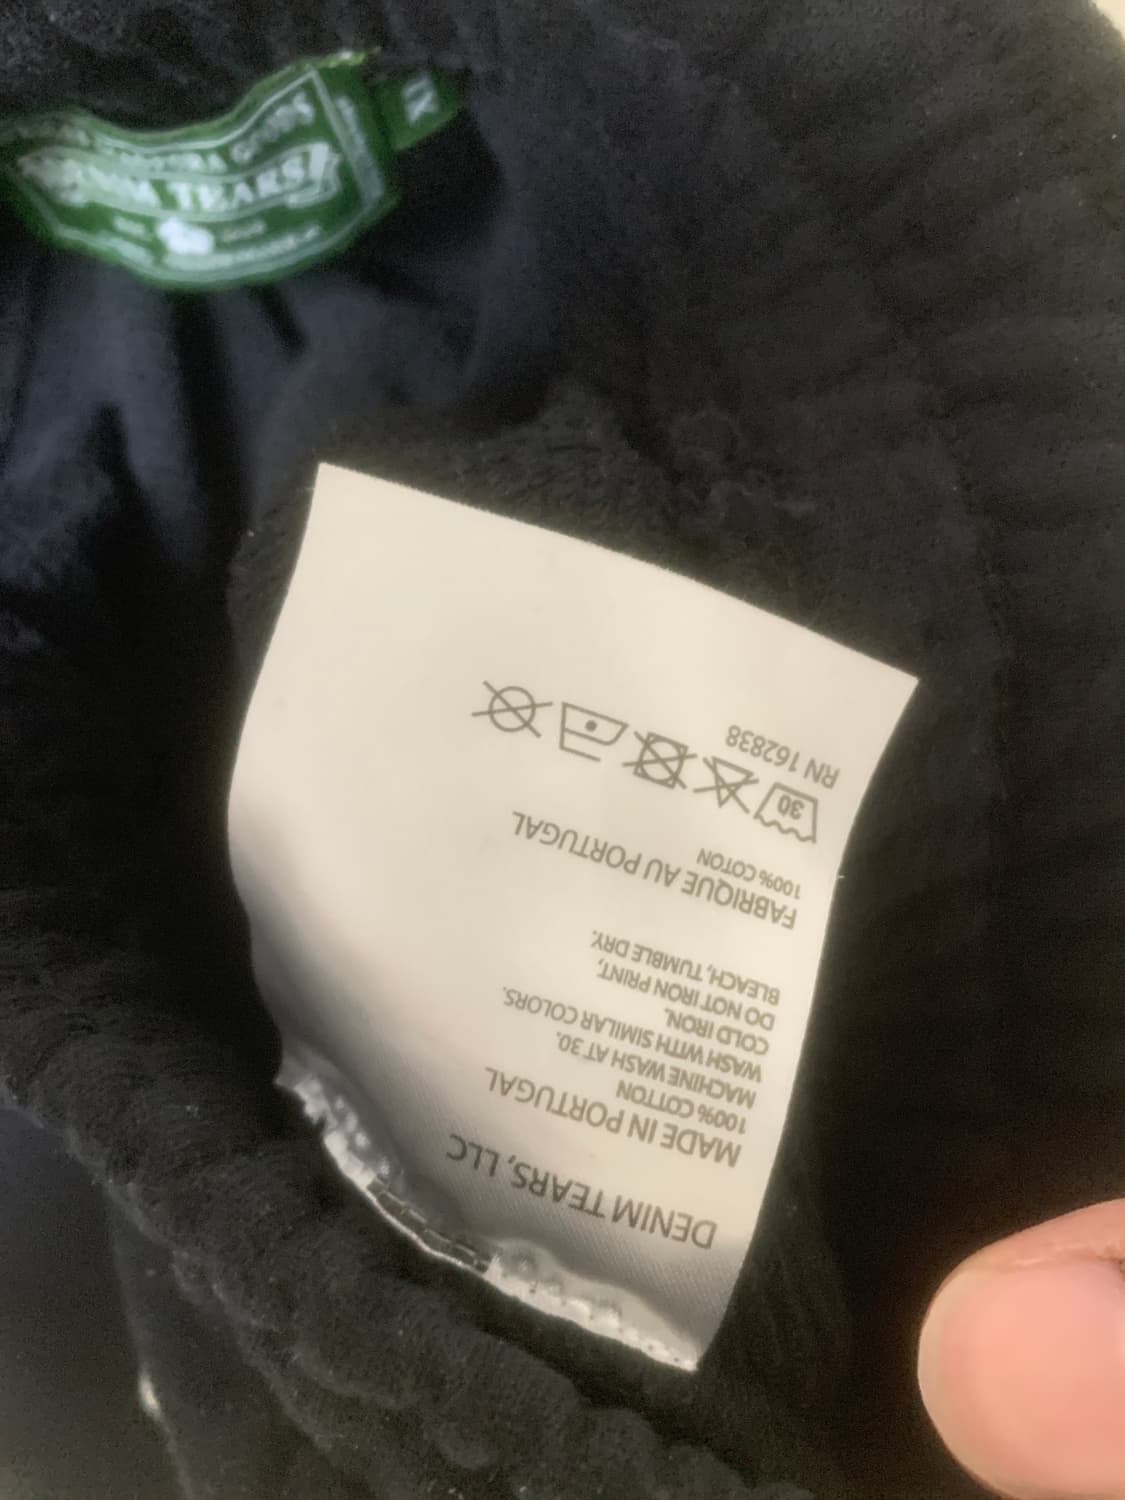 DENIM TEARS
DENIM TEARS, LLC
MADE IN PORTUGAL
100% COTTON
MACHINE WASH AT 30.
WASH WITH SIMILAR COLORS.
COLD IRON.
DO NOT IRON PRINT,
BLEACH, TUMBLE DRY.
FABRIQUE AU PORTUGAL
100% COTON
30
RN 162838